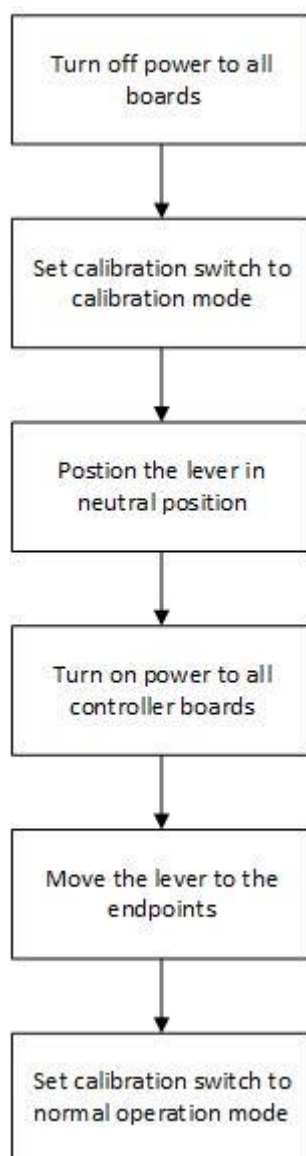 Turn off power to all
boards
Set calibration switch to
calibration mode
Postion the lever in
neutral position
Turn on power to all
controller boards
Move the lever to the
endpoints
Set calibration switch to
normal operation mode